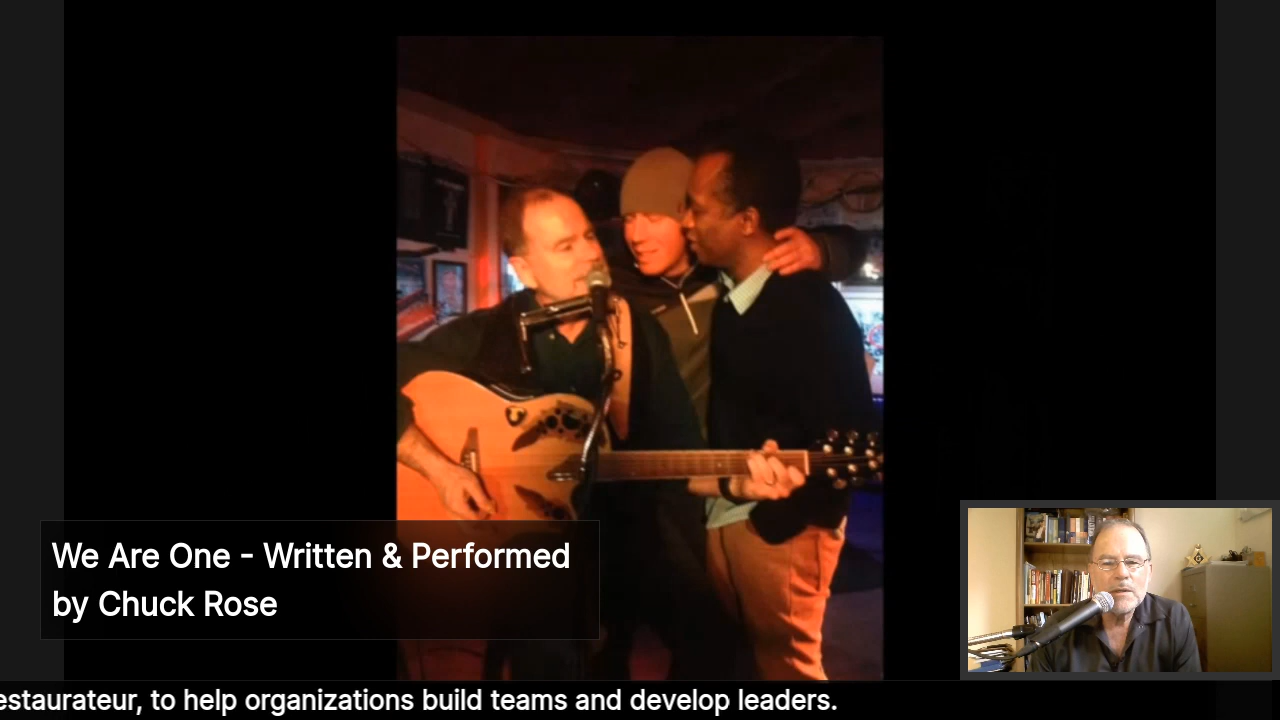 We Are One - Written & Performed
by Chuck Rose
estaurateur, to help organizations build teams and develop leaders.